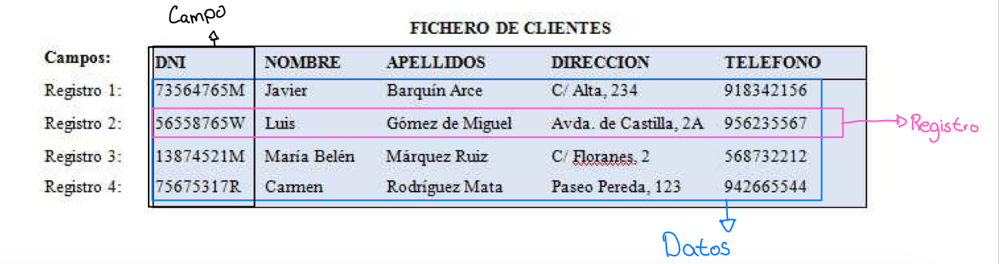 Campo
FICHERO DE CLIENTES
Campos: DNI NOMBRE APELLIDOS DIRECCION TELEFONO
Registro 1: 73564765M Javier Barquín Arce C/ Alta, 234 918342156
Registro 2: 56558765W Luis Gómez de Miguel Avda. de Castilla, 2A 956235567
Registro
Registro 3: 13874521M María Belén Márquez Ruiz C/ Floranes, 2 568732212
Registro 4: 75675317R Carmen Rodríguez Mata Paseo Pereda, 123 942665544
Datos